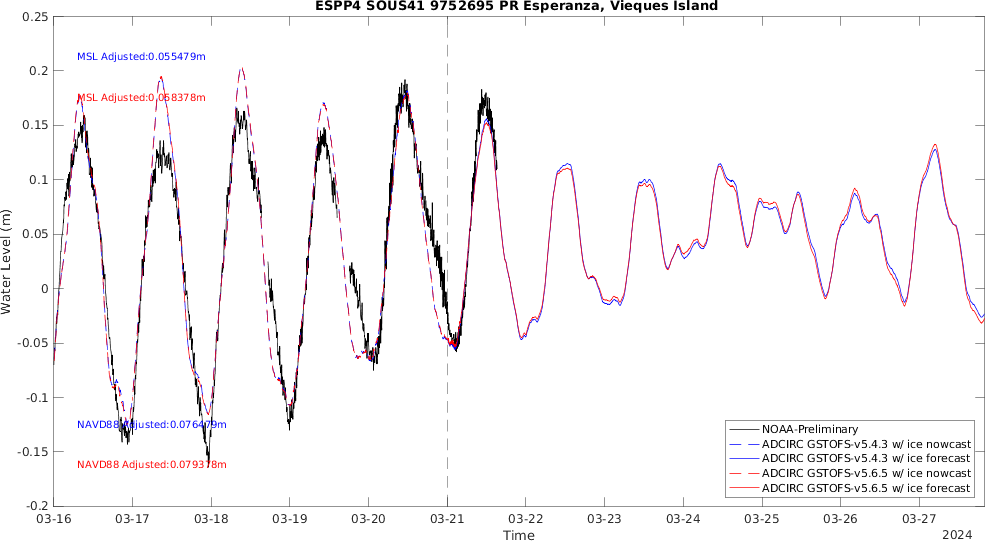 ESPP4 SOUS41 9752695 PR Esperanza, Vieques Island
0.25
0.2
0.15
0.1
0.05
0
-0.05
-0.1
-0.15
-0.2
Water Level (m)
MSL Adjusted:0.055479m
MSL Adjusted:0.058378m
NAVD88 Adjusted:0.076479m
NAVD88 Adjusted:0.079378m
NOAA-Preliminary
ADCIRC GSTOFS-v5.4.3 w/ ice nowcast
ADCIRC GSTOFS-v5.4.3 w/ ice forecast
ADCIRC GSTOFS-v5.6.5 w/ ice nowcast
ADCIRC GSTOFS-v5.6.5 w/ ice forecast
03-16 03-17 03-18 03-19 03-20 03-21 03-22 03-23 03-24 03-25 03-26 03-27
Time
2024